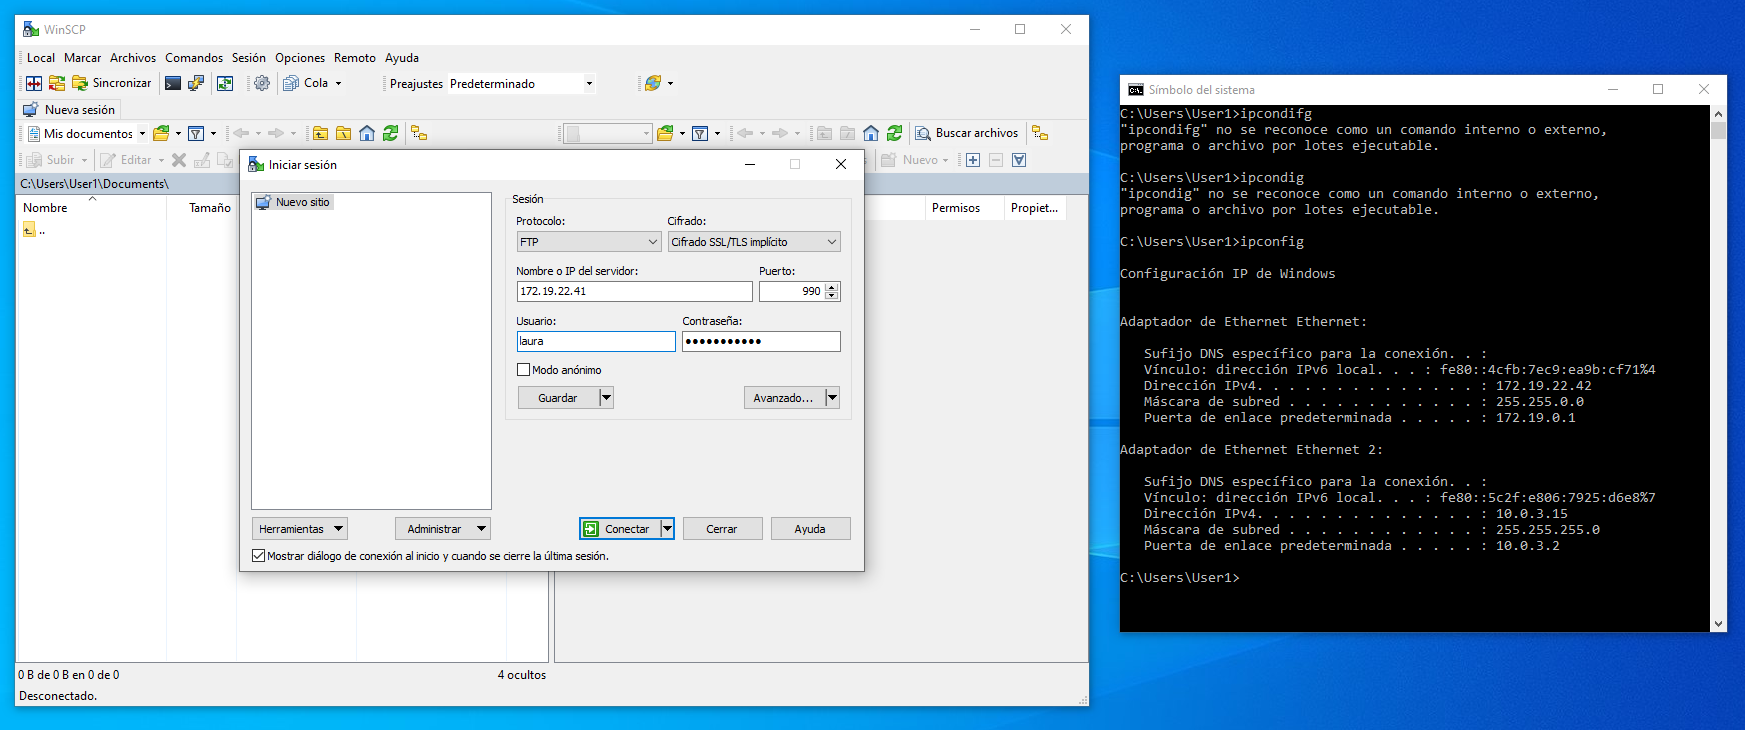 WinSCP
Local Marcar Archivos Comandos Sesión Opciones Remoto Ayuda
Sincronizar Cola Preajustes Predeterminado
Nueva sesión
Mis documentos Buscar archivos
Subir Editar Nuevo
C:\Users\User1\Documents\
Nombre Tamaño Permisos Propiet...
..
0 B de 0 B en 0 de 0 4 ocultos
Desconectado.
Iniciar sesión
Nuevo sitio
Sesión
Protocolo: Cifrado:
FTP Cifrado SSL/TLS implícito
Nombre o IP del servidor: Puerto:
172.19.22.41 990
Usuario: Contraseña:
laura ●●●●●●●●●●●
Modo anónimo
Guardar Avanzado...
Herramientas Administrar Conectar Cerrar Ayuda
Mostrar diálogo de conexión al inicio y cuando se cierre la última sesión.
Símbolo del sistema
C:\Users\User1>ipcondifg
"ipcondifg" no se reconoce como un comando interno o externo,
programa o archivo por lotes ejecutable.
C:\Users\User1>ipcondig
"ipcondig" no se reconoce como un comando interno o externo,
programa o archivo por lotes ejecutable.
C:\Users\User1>ipconfig
Configuración IP de Windows
Adaptador de Ethernet Ethernet:
Sufijo DNS específico para la conexión. . :
Vínculo: dirección IPv6 local. . . : fe80::4cfb:7ec9:ea9b:cf71%4
Dirección IPv4. . . . . . . . . . . . . . : 172.19.22.42
Máscara de subred . . . . . . . . . . . . : 255.255.0.0
Puerta de enlace predeterminada . . . . . : 172.19.0.1
Adaptador de Ethernet Ethernet 2:
Sufijo DNS específico para la conexión. . :
Vínculo: dirección IPv6 local. . . : fe80::5c2f:e806:7925:d6e8%7
Dirección IPv4. . . . . . . . . . . . . . : 10.0.3.15
Máscara de subred . . . . . . . . . . . . : 255.255.255.0
Puerta de enlace predeterminada . . . . . : 10.0.3.2
C:\Users\User1>